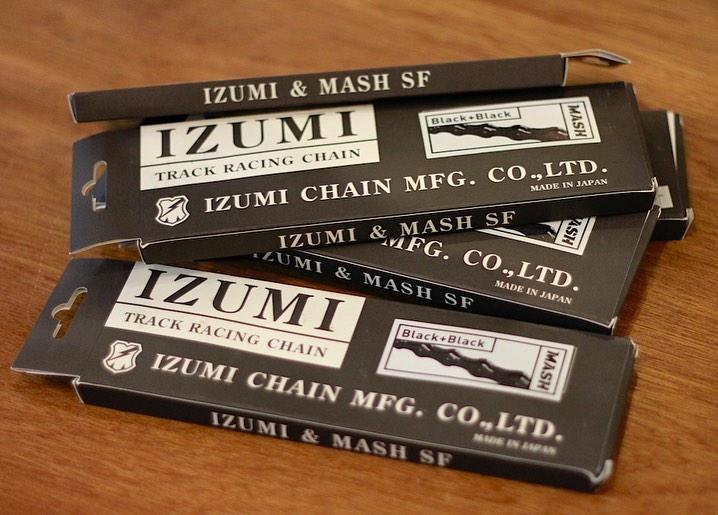 IZUMI & MASH SF
IZUMI
TRACK RACING CHAIN
Black+Black
MASH
IZUMI CHAIN MFG. CO.,LTD.
MADE IN JAPAN
IZUMI & MASH SF
MASH
MFG. CO.,LTD.
MADE IN JAPAN
IZUMI & MASH SF
IZUMI
TRACK RACING CHAIN
Black+Black
MASH
IZUMI CHAIN MFG. CO.,LTD.
MADE IN JAPAN
IZUMI & MASH SF